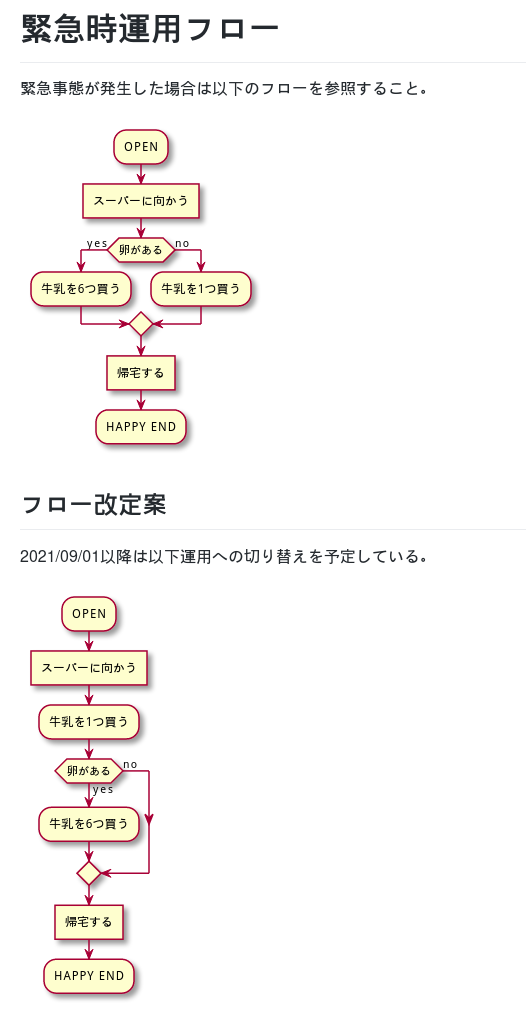 緊急時運用フロー
緊急事態が発生した場合は以下のフローを参照すること。
OPEN
スーパーに向かう
yes
卵がある
no
牛乳を6つ買う
牛乳を1つ買う
帰宅する
HAPPY END
フロー改定案
2021/09/01以降は以下運用への切り替えを予定している。
OPEN
スーパーに向かう
牛乳を1つ買う
卵がある
no
yes
牛乳を6つ買う
帰宅する
HAPPY END